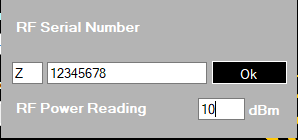 RF Serial Number
Z 12345678 Ok
RF Power Reading 10 dBm